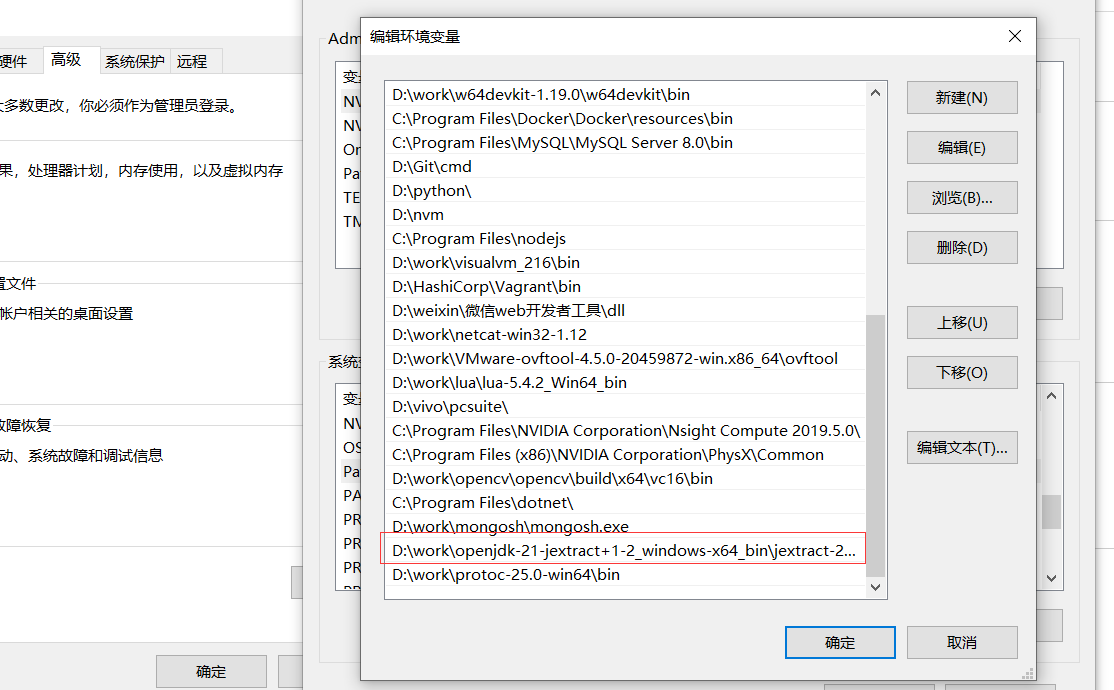 硬件
高级
系统保护
远程
大多数更改，你必须作为管理员登录。
果，处理器计划，内存使用，以及虚拟内存
置文件
帐户相关的桌面设置
故障恢复
动、系统故障和调试信息
确定
Adm
NV
NV
On
Pa
TE
TM
NV
OS
Pa
PA
PR
PR
PR
编辑环境变量
D:\work\w64devkit-1.19.0\w64devkit\bin
C:\Program Files\Docker\Docker\resources\bin
C:\Program Files\MySQL\MySQL Server 8.0\bin
D:\Git\cmd
D:\python\
D:\nvm
C:\Program Files\nodejs
D:\work\visualvm_216\bin
D:\HashiCorp\Vagrant\bin
D:\weixin\微信web开发者工具\dll
D:\work\netcat-win32-1.12
D:\work\VMware-ovftool-4.5.0-20459872-win.x86_64\ovftool
D:\work\lua\lua-5.4.2_Win64_bin
D:\vivo\pcsuite\
C:\Program Files\NVIDIA Corporation\Nsight Compute 2019.5.0\
C:\Program Files (x86)\NVIDIA Corporation\PhysX\Common
D:\work\opencv\opencv\build\x64\vc16\bin
C:\Program Files\dotnet\
D:\work\mongosh\mongosh.exe
D:\work\openjdk-21-jextract+1-2_windows-x64_bin\jextract-2...
D:\work\protoc-25.0-win64\bin
新建(N)
编辑(E)
浏览(B)...
删除(D)
上移(U)
下移(O)
编辑文本(T)...
确定
取消